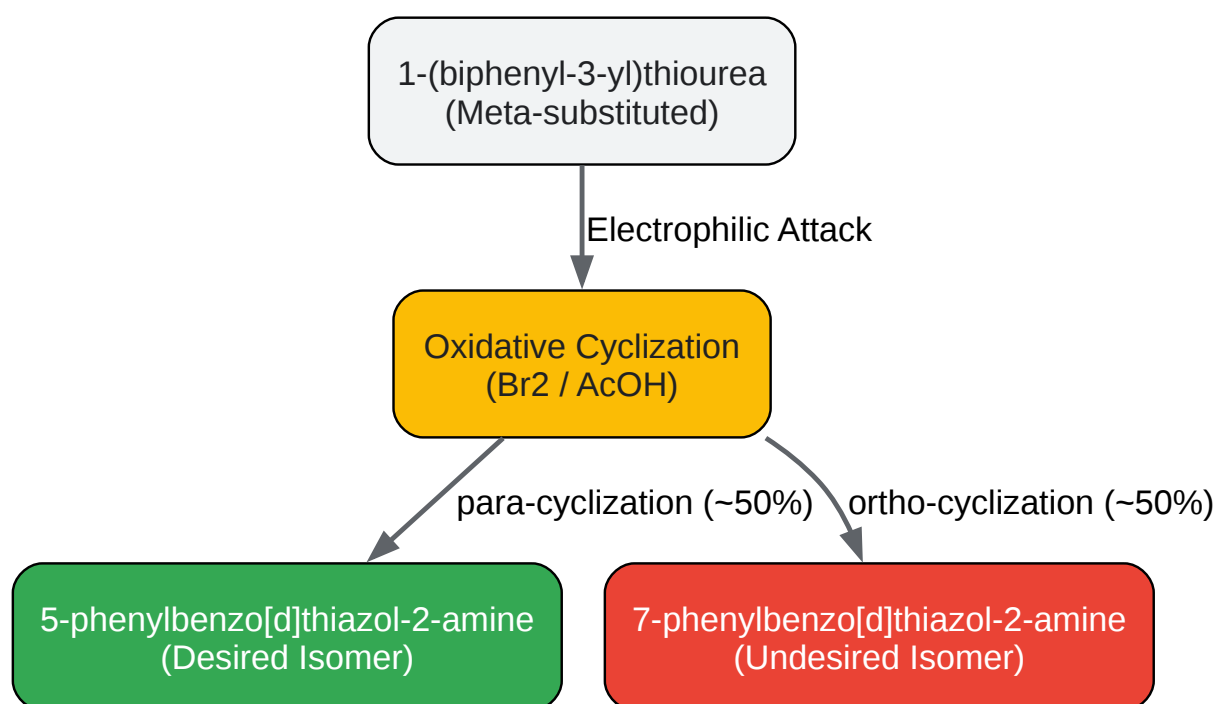 1-(biphenyl-3-yl)thiourea
(Meta-substituted)
Electrophilic Attack
Oxidative Cyclization
(Br2 / AcOH)
para-cyclization (~50%)
ortho-cyclization (~50%)
5-phenylbenzo[d]thiazol-2-amine
(Desired Isomer)
7-phenylbenzo[d]thiazol-2-amine
(Undesired Isomer)